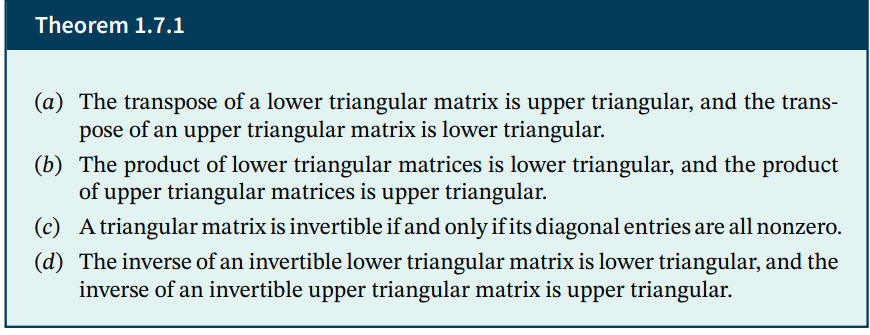 Theorem 1.7.1
(a) The transpose of a lower triangular matrix is upper triangular, and the trans-
pose of an upper triangular matrix is lower triangular.
(b) The product of lower triangular matrices is lower triangular, and the product
of upper triangular matrices is upper triangular.
(c) A triangular matrix is invertible if and only if its diagonal entries are all nonzero.
(d) The inverse of an invertible lower triangular matrix is lower triangular, and the
inverse of an invertible upper triangular matrix is upper triangular.